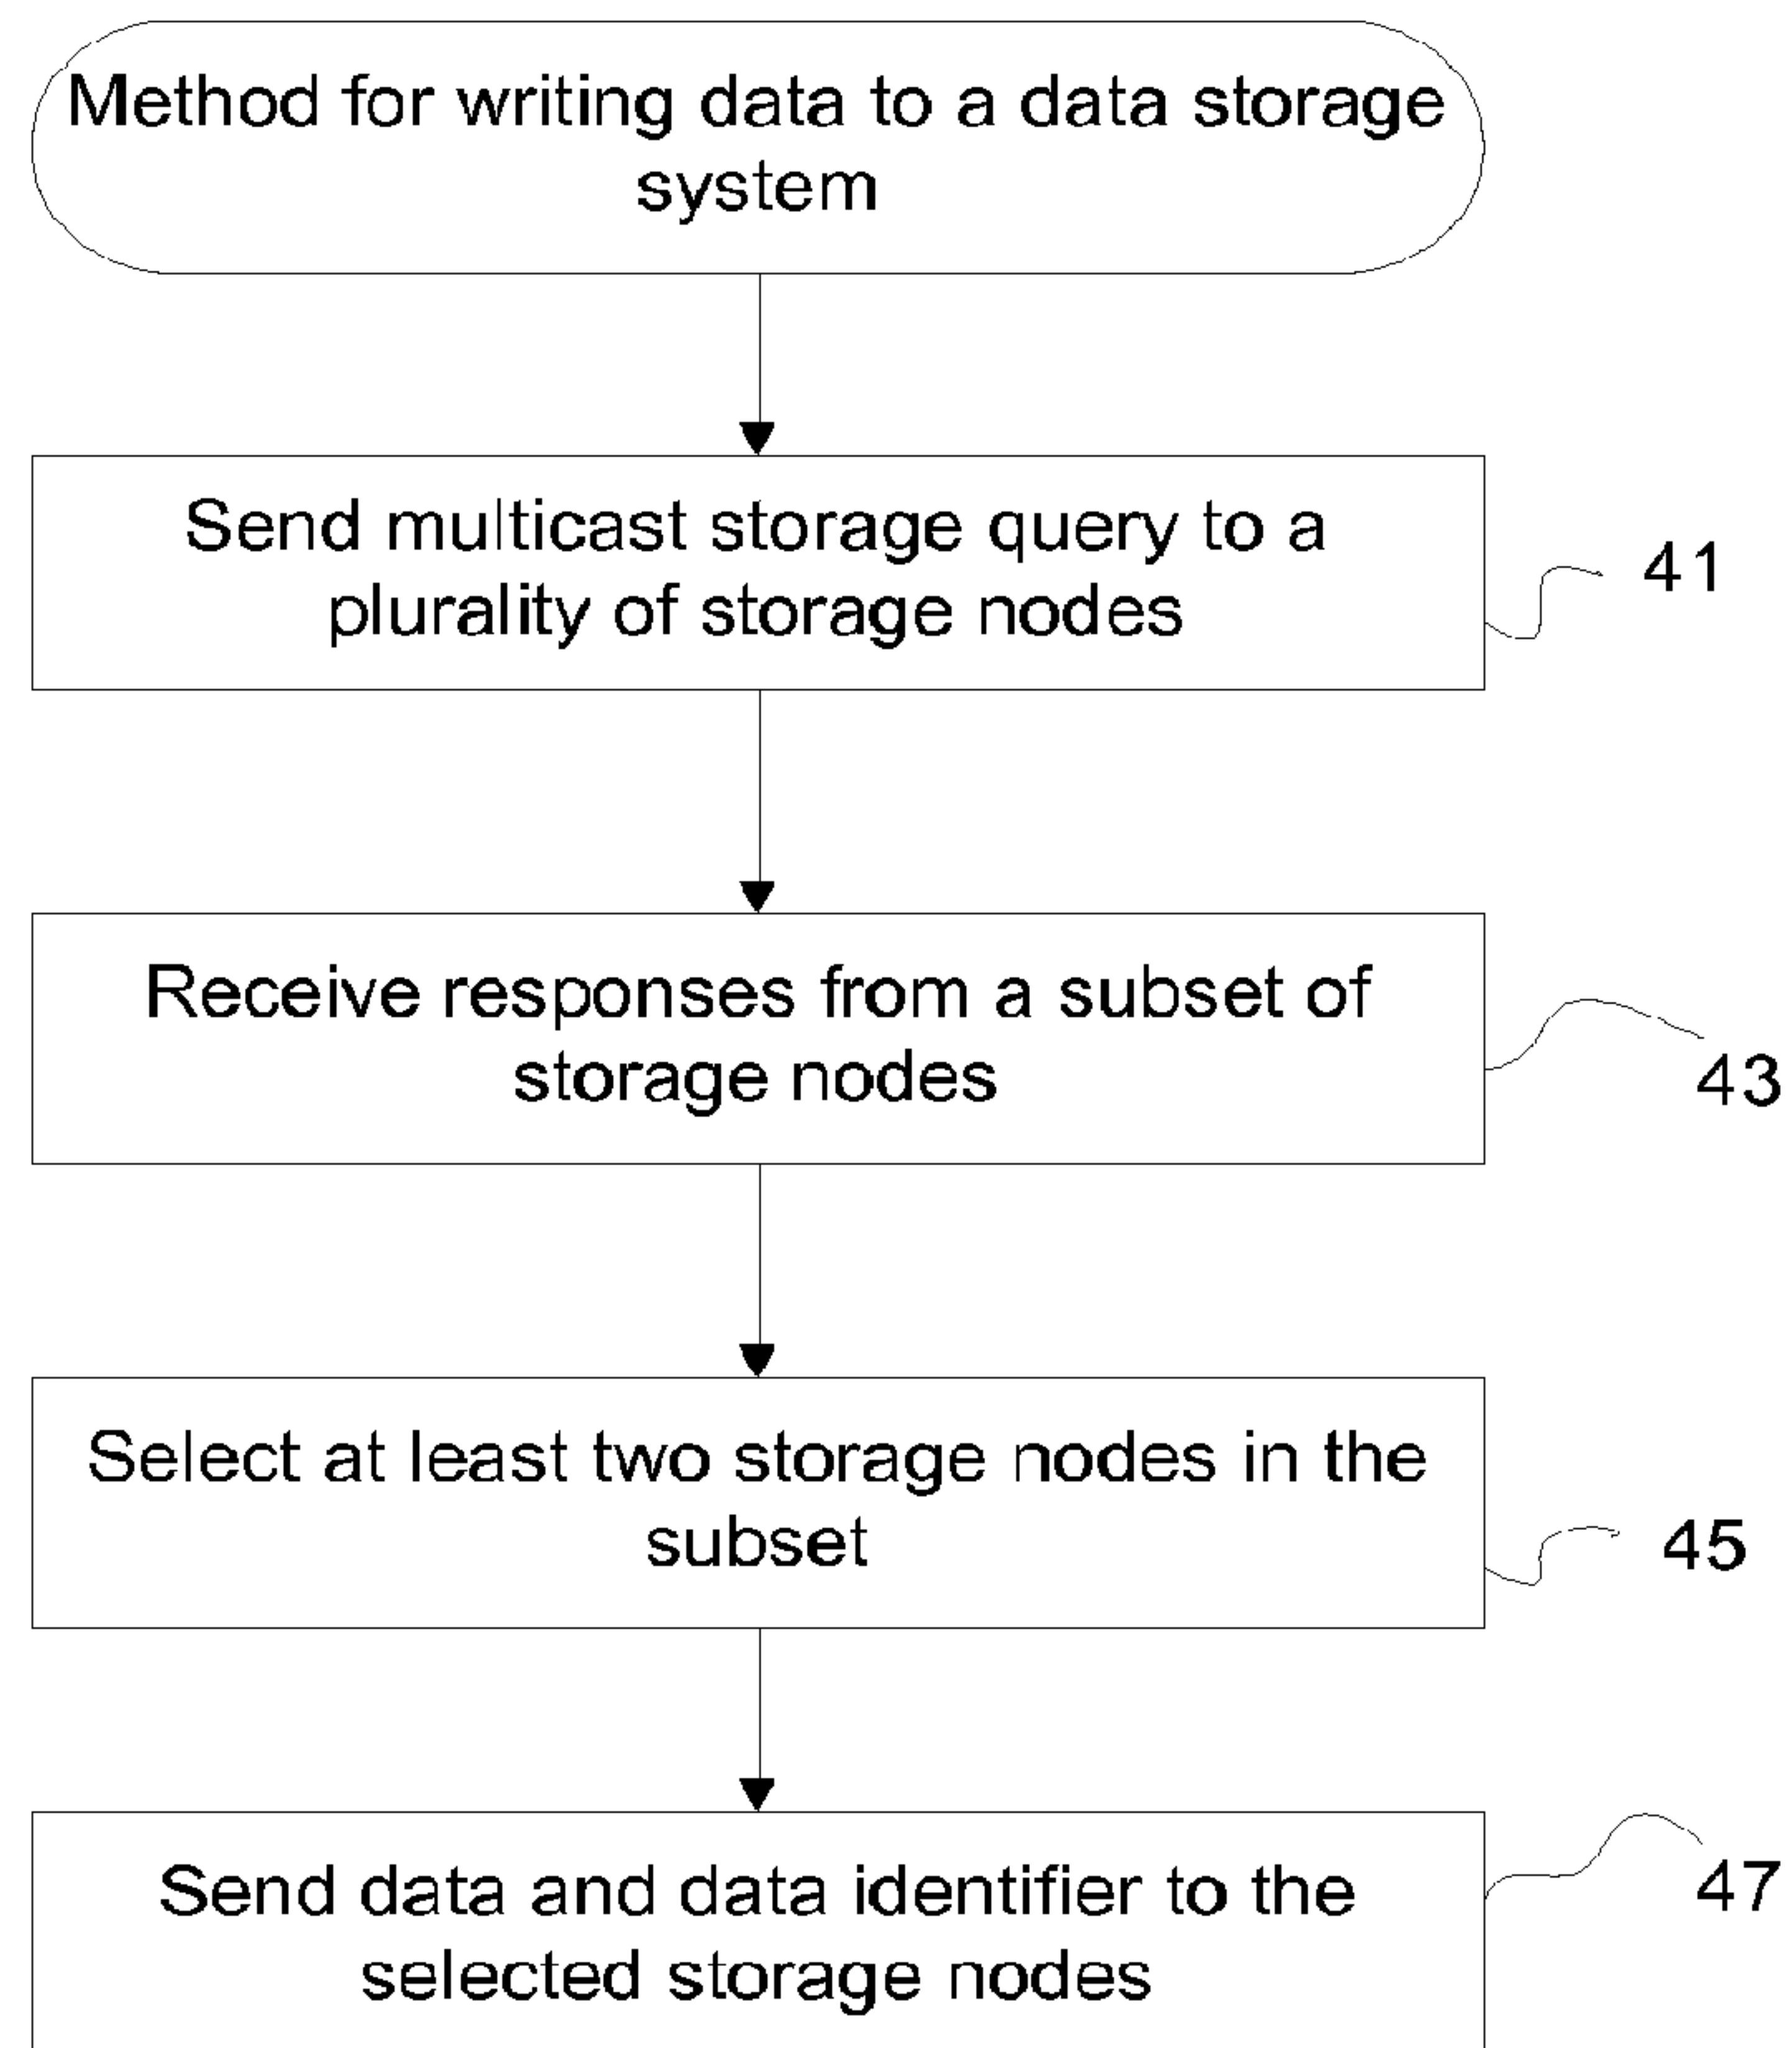 Method for writing data to a data storage
system
Send multicast storage query to a
plurality of storage nodes
41
Receive responses from a subset of
storage nodes
43
Select at least two storage nodes in the
subset
45
Send data and data identifier to the
selected storage nodes
47